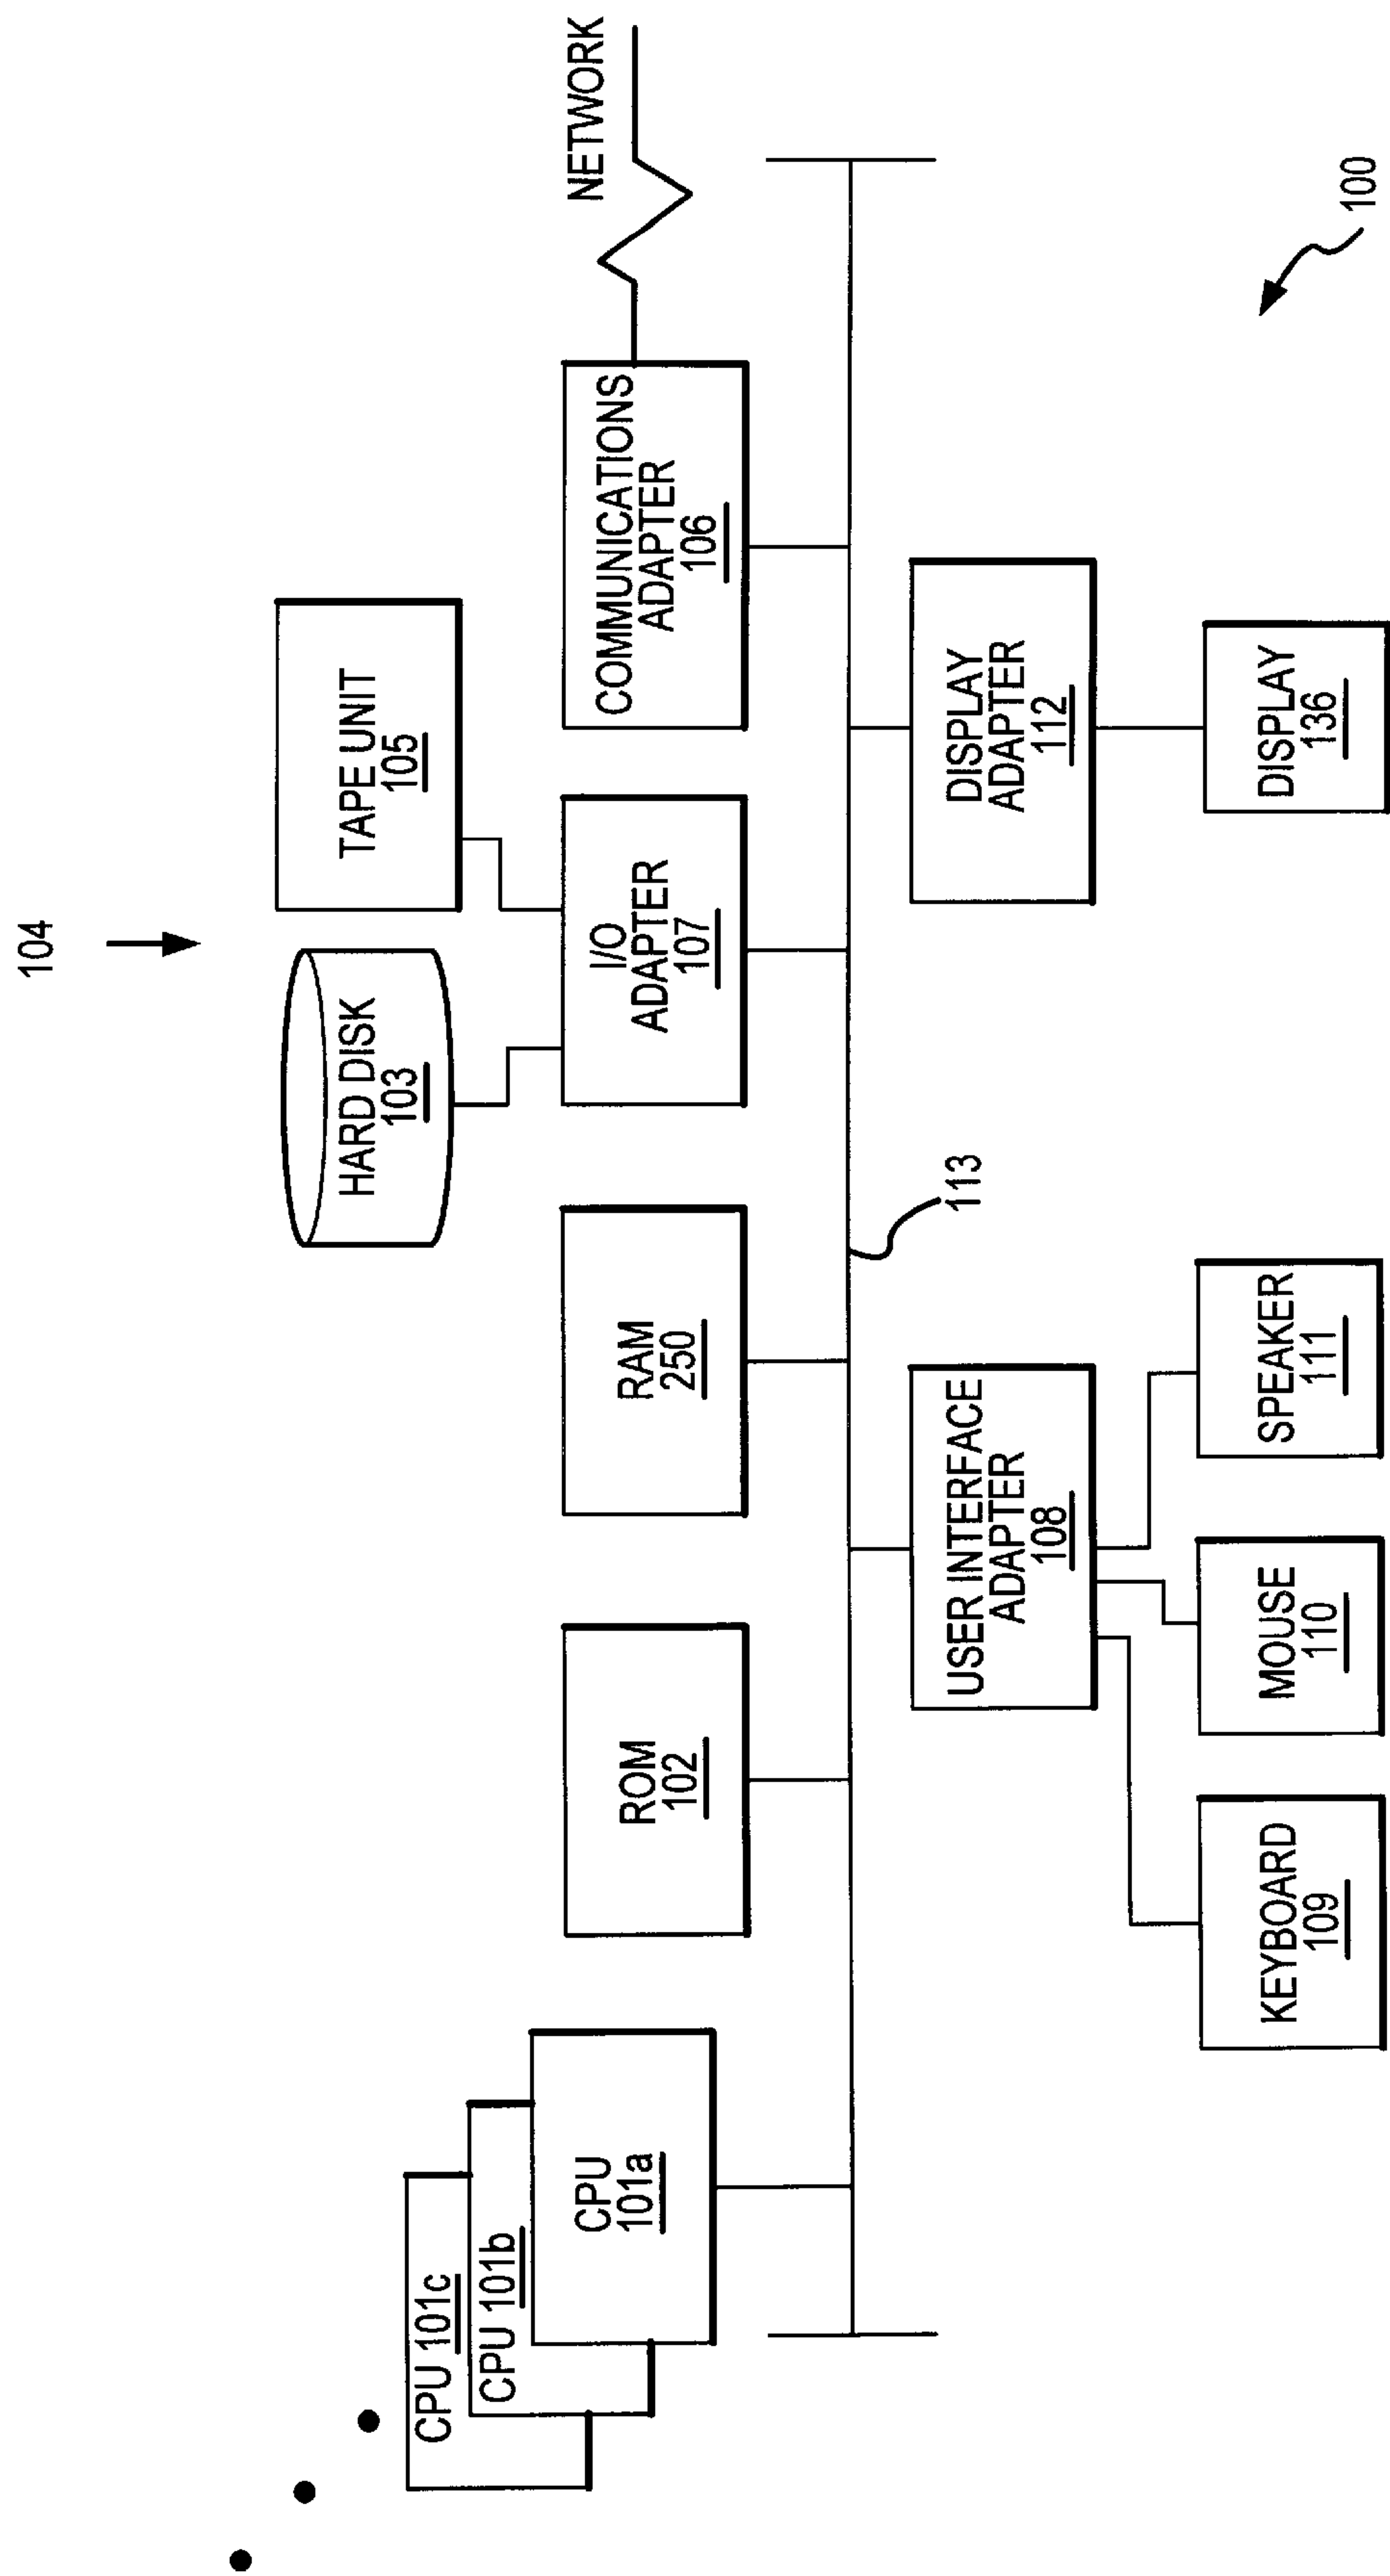 104
HARD DISK
103
TAPE UNIT
105
NETWORK
CPU 101c
CPU 101b
CPU
101a
ROM
102
RAM
250
I/O
ADAPTER
107
COMMUNICATIONS
ADAPTER
106
113
USER INTERFACE
ADAPTER
108
DISPLAY
ADAPTER
112
100
KEYBOARD
109
MOUSE
110
SPEAKER
111
DISPLAY
136